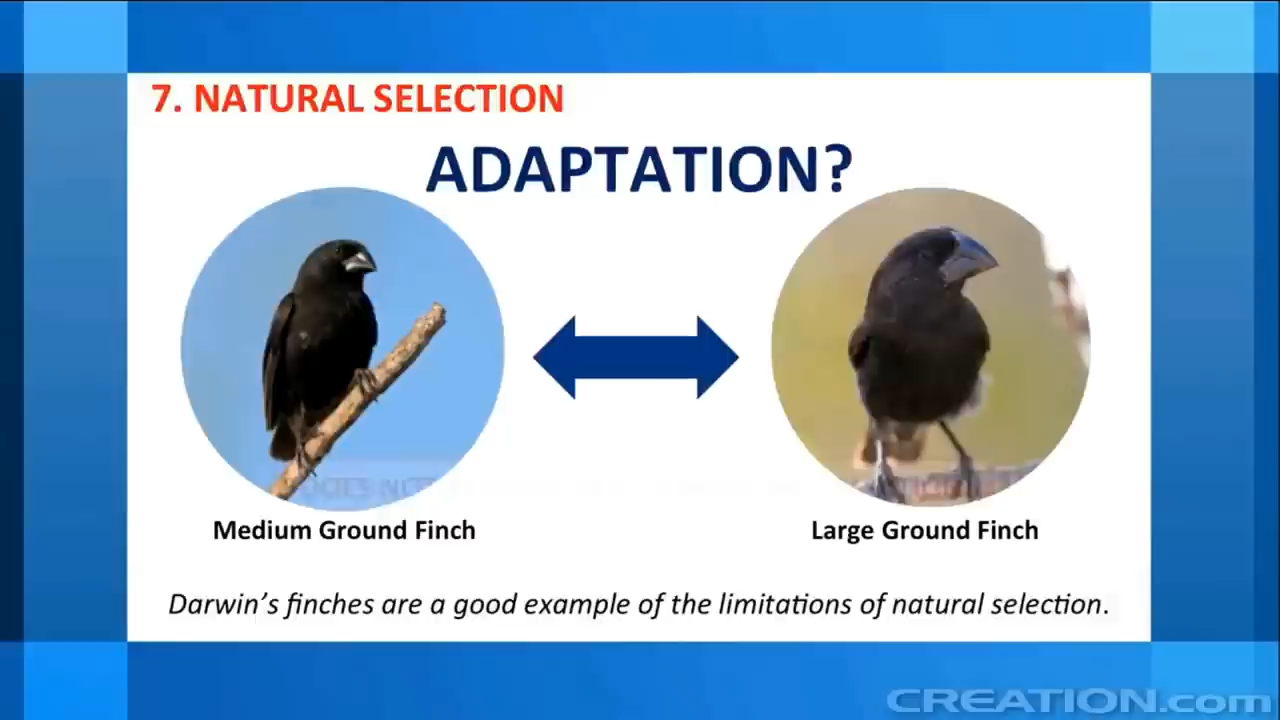 7. NATURAL SELECTION
ADAPTATION?
Medium Ground Finch
Large Ground Finch
Darwin's finches are a good example of the limitations of natural selection.
CREATION.com